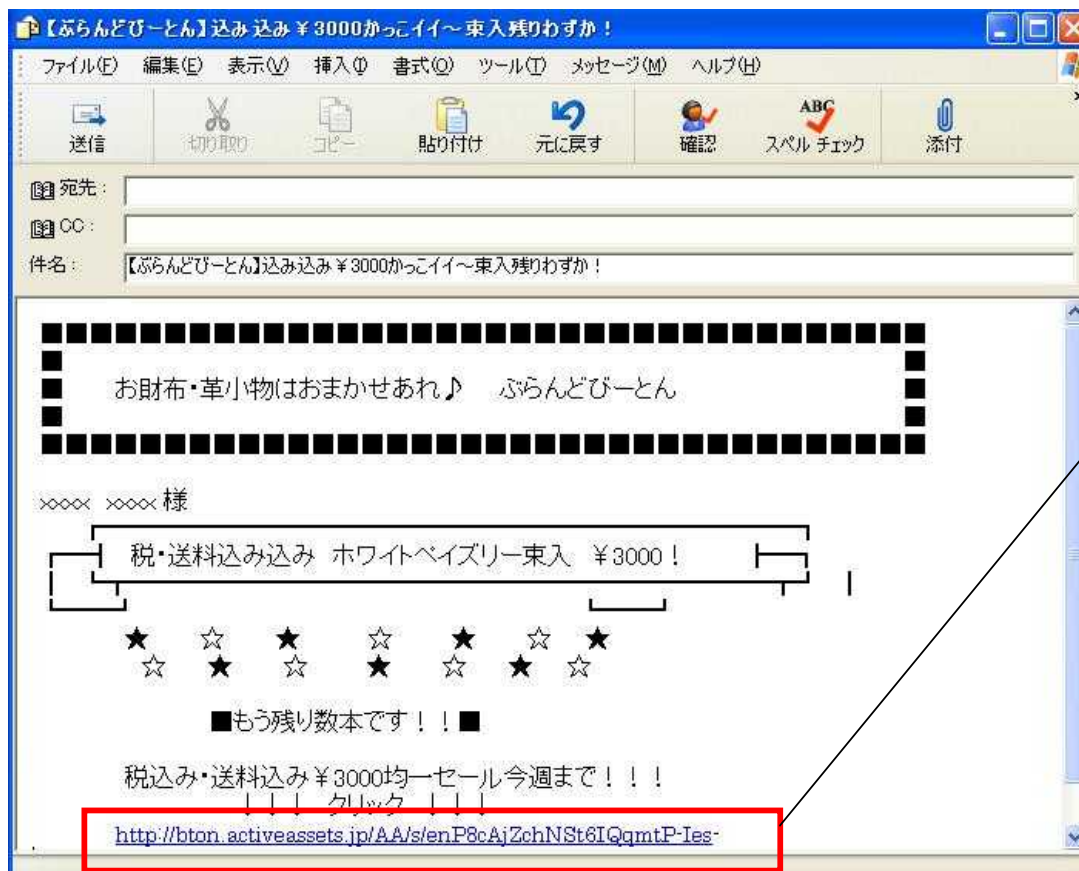 【ぶらんどびーとん】込み込み￥3000かっこイイ～束入残りわずか！
ファイル(F) 編集(E) 表示(V) 挿入(I) 書式(O) ツール(T) メッセージ(M) ヘルプ(H)
送信 切り取り コピー 貼り付け 元に戻す 確認 スペル チェック 添付
ABC
宛先：
CC：
件名： 【ぶらんどびーとん】込み込み￥3000かっこイイ～束入残りわずか！
お財布・革小物はおまかせあれ♪ ぶらんどびーとん
xxxx xxxx 様
税・送料込み込み ホワイトペイズリー束入 ￥3000！
★ ☆ ★ ☆ ★ ☆ ★
☆ ★ ☆ ★ ☆ ★ ☆
■もう残り数本です！！■
税込み・送料込み￥3000均一セール今週まで！！！
↓ ↓ ↓ クリック ↓ ↓ ↓
http://bton.activeassets.jp/AA/s/enP8cAjZchNSt6IQqmtP-Ies-